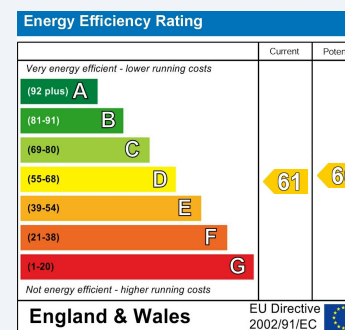 Energy Efficiency Rating
Current
Very energy efficient - lower running costs
(92 plus) A
(81-91) B
(69-80) C
(55-68) D
61
(39-54) E
(21-38) F
(1-20) G
Not energy efficient - higher running costs
England & Wales
EU Directive
2002/91/EC